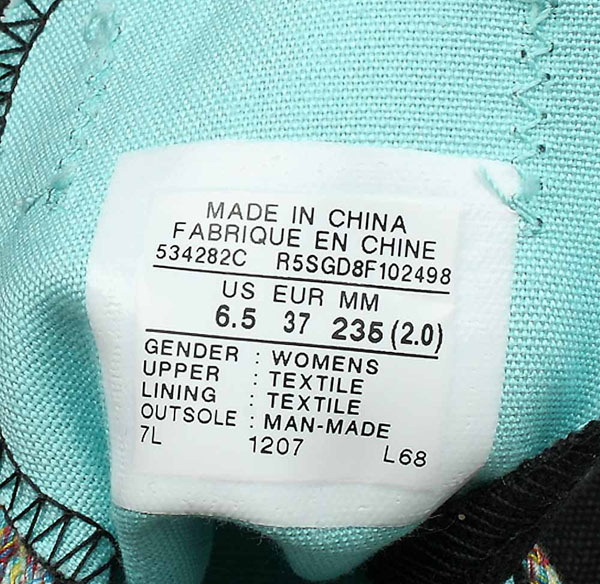 MADE IN CHINA
FABRIQUE EN CHINE
534282C R5SGD8F102498
US EUR MM
6.5 37 235 (2.0)
GENDER : WOMENS
UPPER : TEXTILE
LINING : TEXTILE
OUTSOLE : MAN-MADE
7L 1207 L68